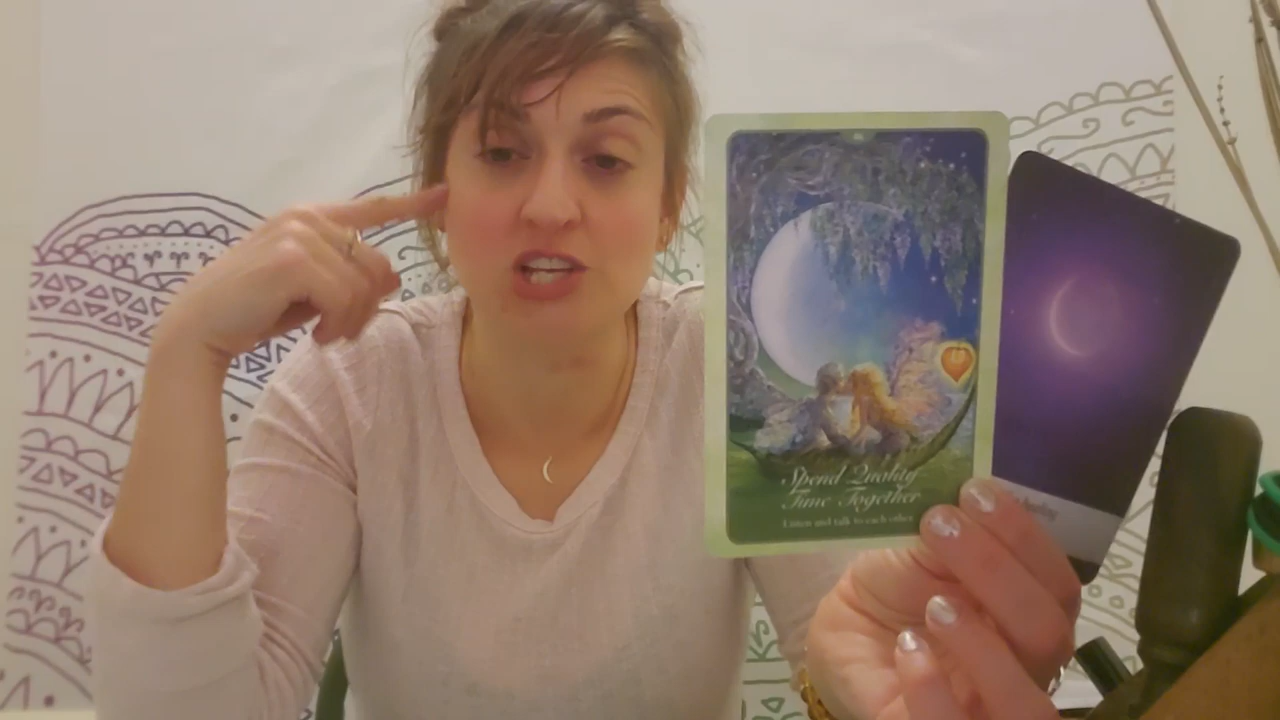 Spend Quality
Time Together
Listen and talk to each other